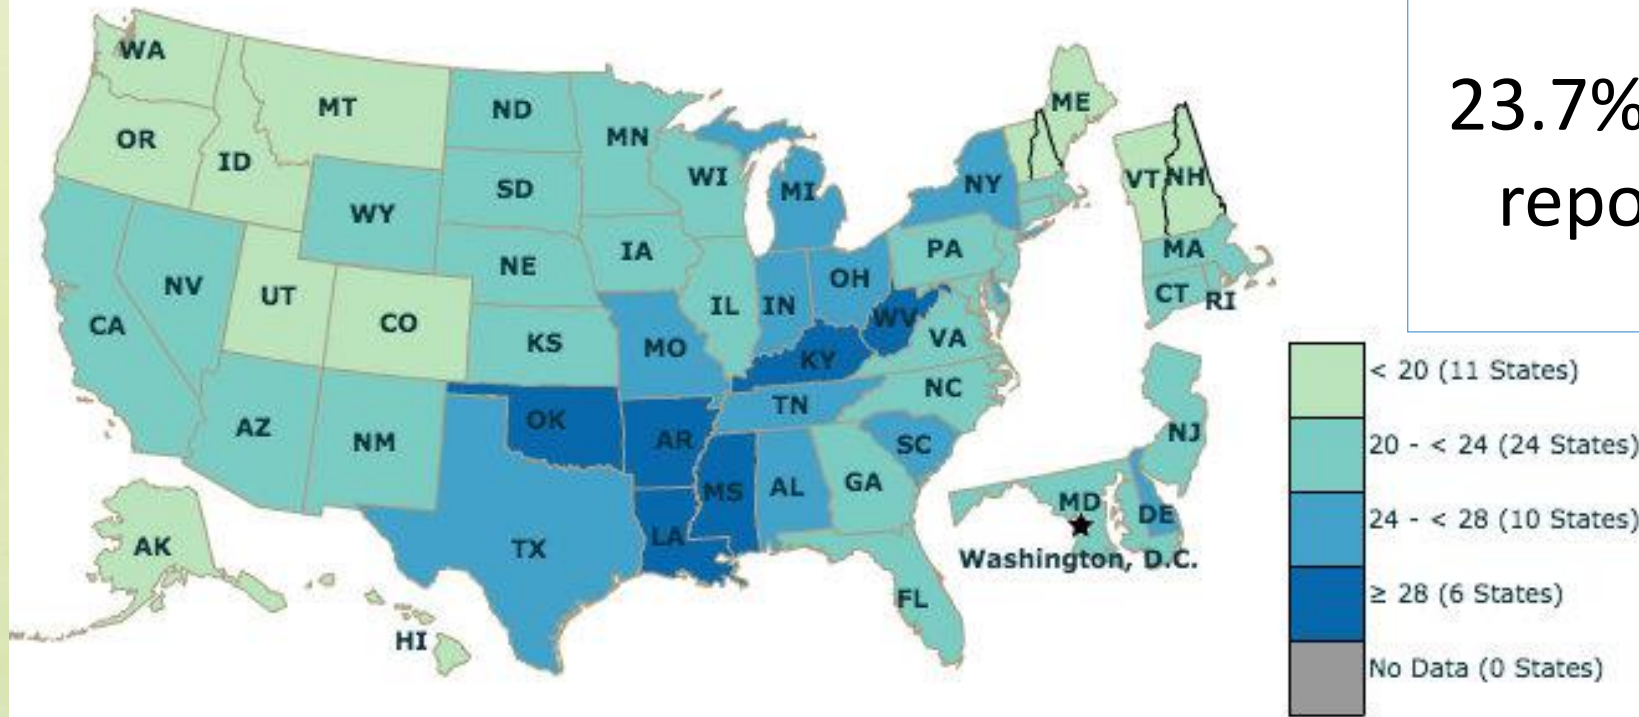 WA
MT
ND
MN
ME
OR
ID
SD
WI
MI
NY
VT
NH
WY
IA
PA
MA
NV
UT
NE
IL
IN
OH
CT
RI
CA
CO
KS
MO
WV
VA
KY
AZ
NM
OK
AR
TN
NC
SC
NJ
MS
AL
GA
MD
DE
AK
TX
LA
Washington, D.C.
HI
FL
23.7%
repo
< 20 (11 States)
20 - < 24 (24 States)
24 - < 28 (10 States)
≥ 28 (6 States)
No Data (0 States)